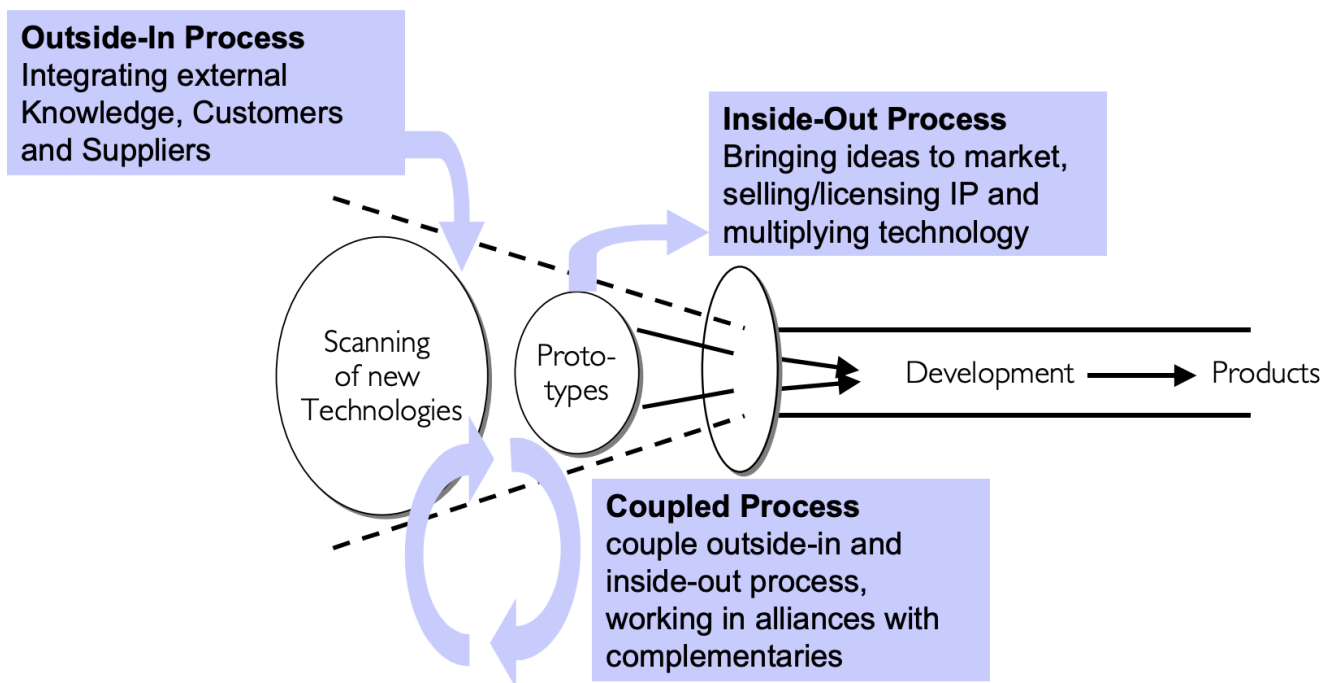 Outside-In Process
Integrating external
Knowledge, Customers
and Suppliers
Inside-Out Process
Bringing ideas to market,
selling/licensing IP and
multiplying technology
Scanning
of new
Technologies
Proto-
types
Development
Products
Coupled Process
couple outside-in and
inside-out process,
working in alliances with
complementaries